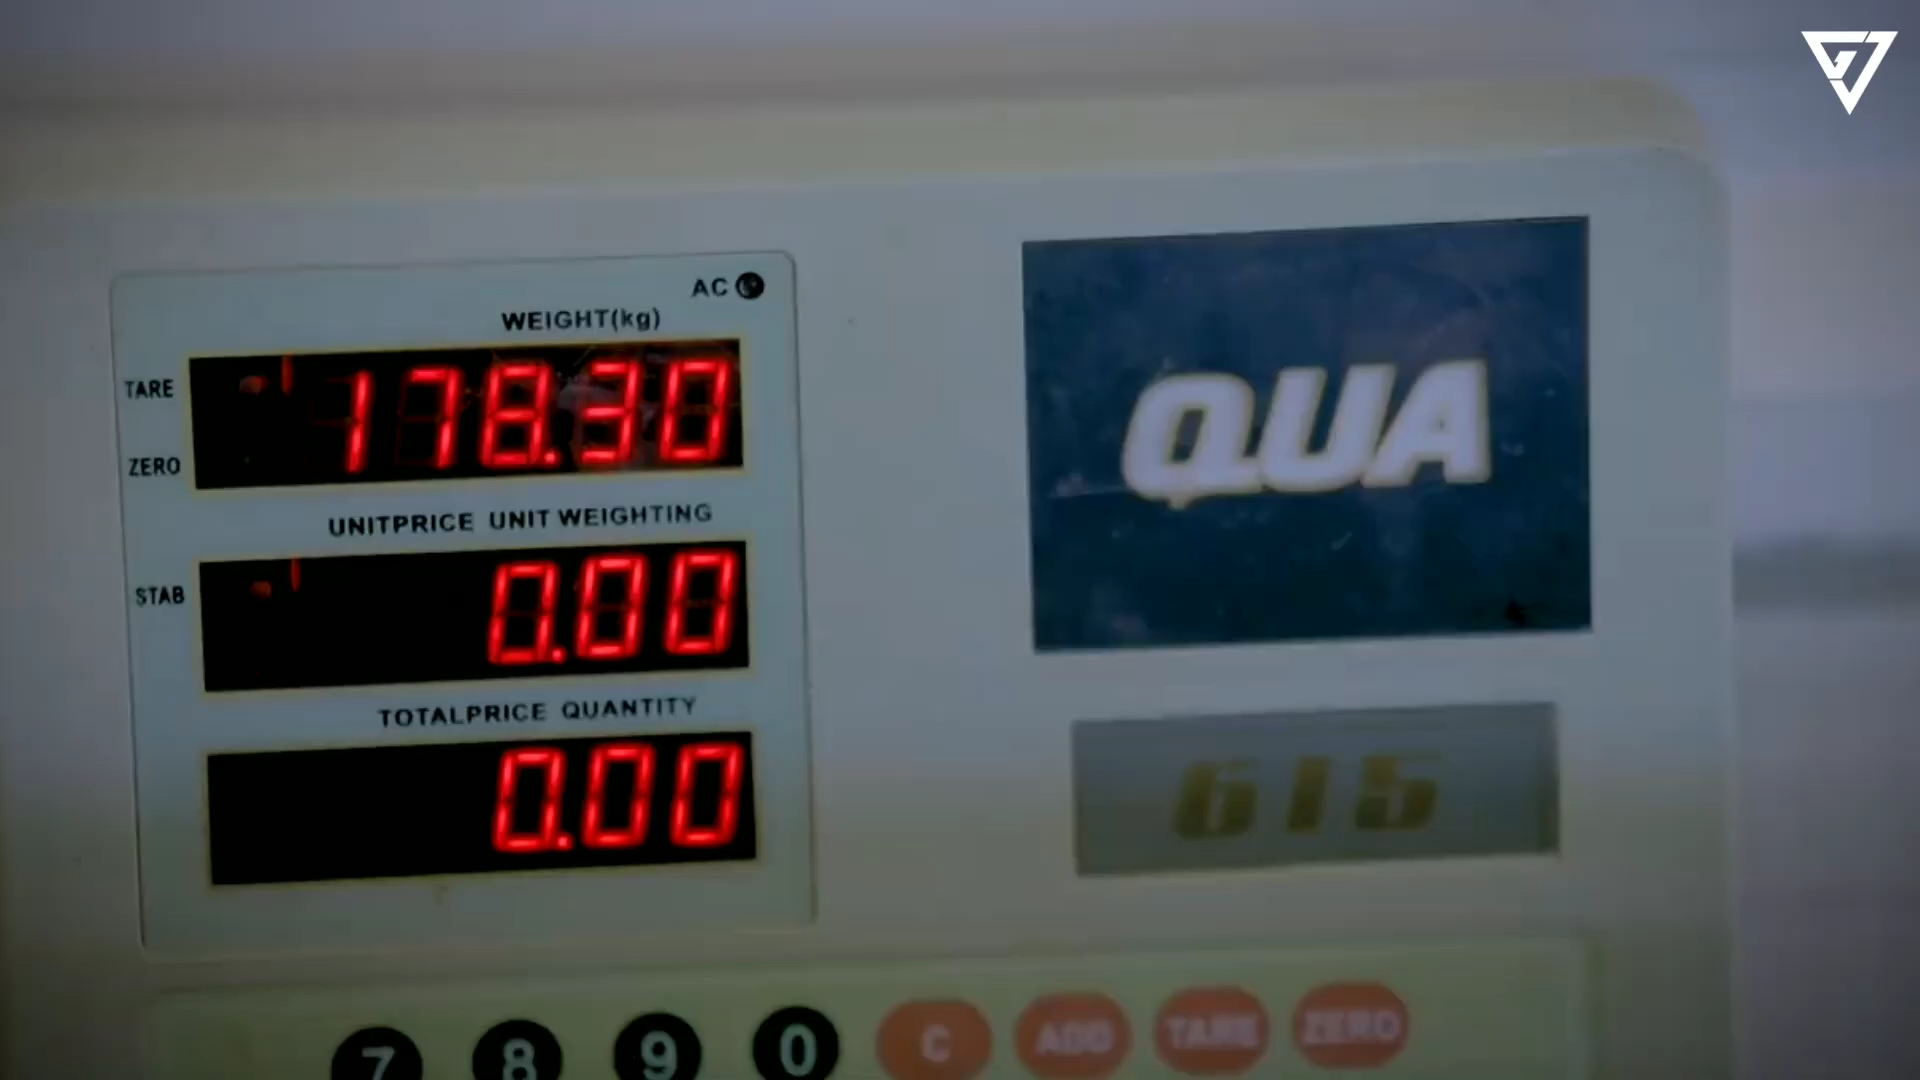 AC
WEIGHT(kg)
TARE
178.30
ZERO
UNITPRICE UNIT WEIGHTING
STAB
0.00
TOTALPRICE QUANTITY
0.00
QUA
615
7 8 9 0 C ADD TARE ZERO